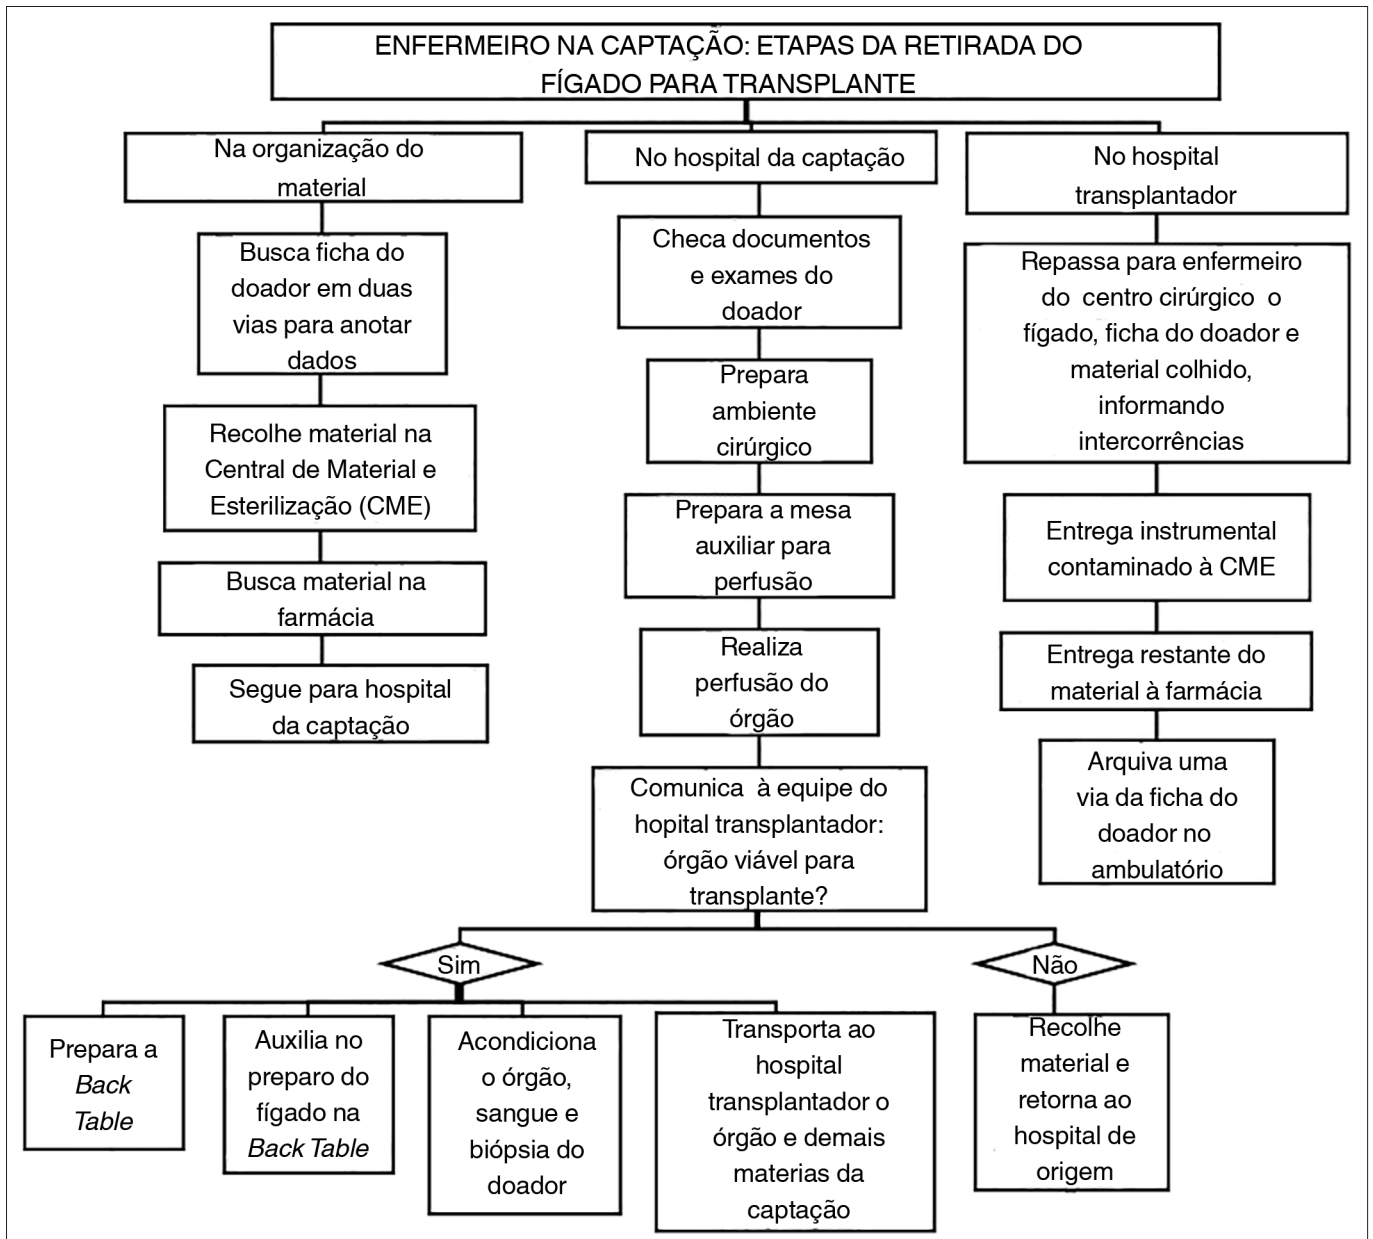 ENFERMEIRO NA CAPTAÇÃO: ETAPAS DA RETIRADA DO
FÍGADO PARA TRANSPLANTE
Na organização do
material
Busca ficha do
doador em duas
vias para anotar
dados
Recolhe material na
Central de Material e
Esterilização (CME)
Busca material na
farmácia
Segue para hospital
da captação
No hospital da captação
Checa documentos
e exames do
doador
Prepara
ambiente
cirúrgico
Prepara a mesa
auxiliar para
perfusão
Realiza
perfusão do
órgão
Comunica à equipe do
hopital transplantador:
órgão viável para
transplante?
Sim
Prepara a
Back
Table
Auxilia no
preparo do
fígado na
Back Table
Acondiciona
o órgão,
sangue e
biópsia do
doador
Transporta ao
hospital
transplantador o
órgão e demais
materias da
captação
Não
Recolhe
material e
retorna ao
hospital de
origem
No hospital
transplantador
Repassa para enfermeiro
do centro cirúrgico o
fígado, ficha do doador e
material colhido,
informando
intercorrências
Entrega instrumental
contaminado à CME
Entrega restante do
material à farmácia
Arquiva uma
via da ficha do
doador no
ambulatório